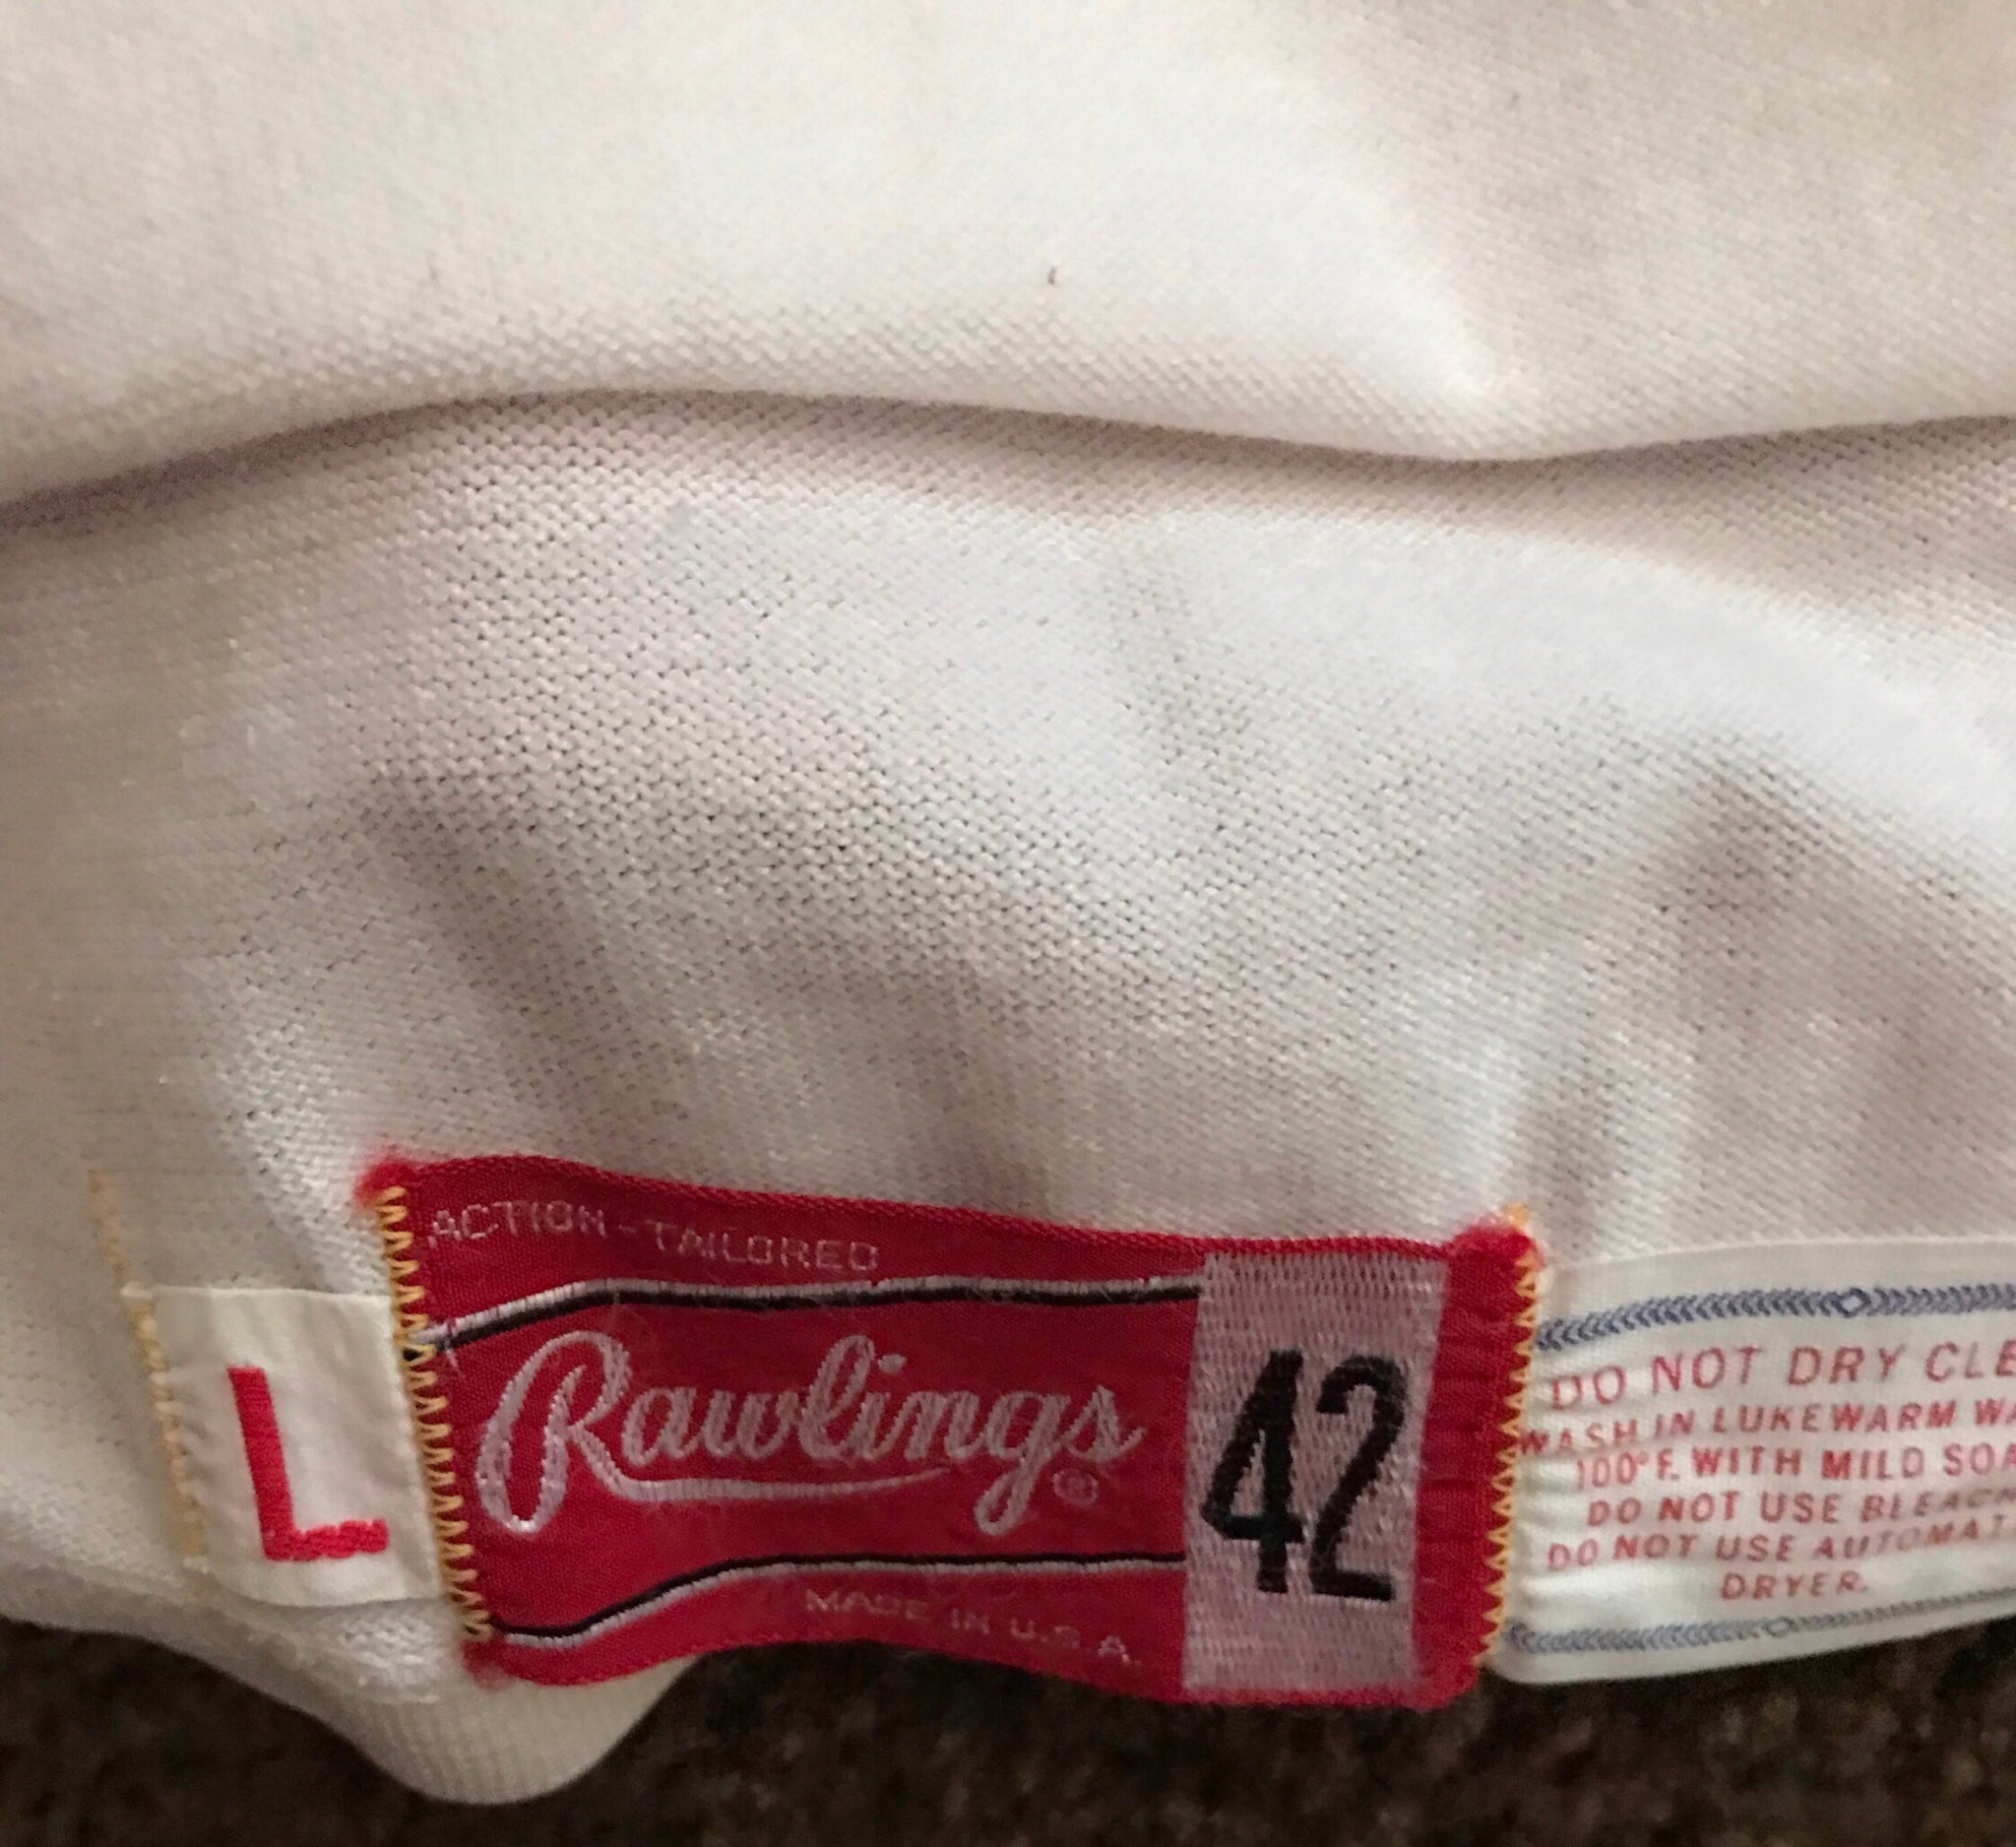 ACTION-TAILORED
L
Rawlings®
42
MADE IN U.S.A.
DO NOT DRY CLE
WASH IN LUKEWARM WA
100°F. WITH MILD SOA
DO NOT USE BLEACH
DO NOT USE AUTOMAT
DRYER.